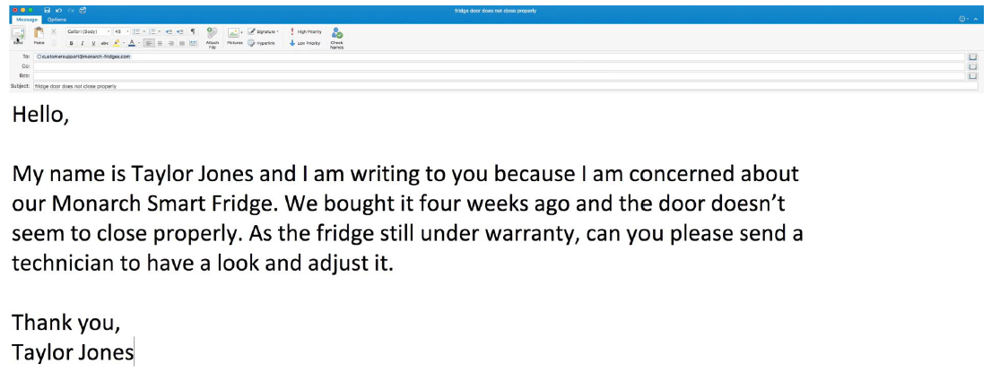 fridge door does not close properly
Message Options
Calibri (Body) 48
Signature High Priority
Send Paste B I U abc A Attach File Pictures Hyperlink Low Priority Check Names
To: customersupport@monarch-fridges.com
Cc:
Bcc:
Subject: fridge door does not close properly
Hello,
My name is Taylor Jones and I am writing to you because I am concerned about
our Monarch Smart Fridge. We bought it four weeks ago and the door doesn’t
seem to close properly. As the fridge still under warranty, can you please send a
technician to have a look and adjust it.
Thank you,
Taylor Jones